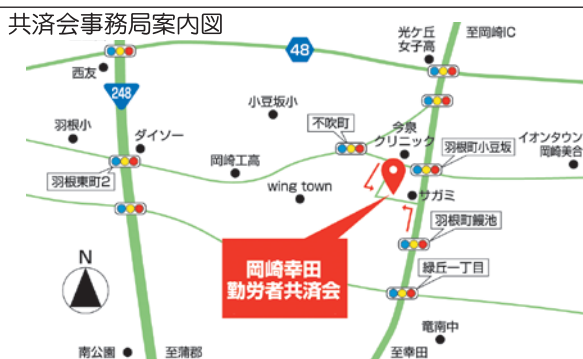 共済会事務局案内図
光ケ丘
女子高
至岡崎IC
48
西友
248
小豆坂小
羽根小
ダイソー
不吹町
今泉
クリニック
羽根町小豆坂
イオンタウン
岡崎美合
岡崎工高
羽根東町2
wing town
サガミ
羽根町鰻池
岡崎幸田
勤労者共済会
緑丘一丁目
N
竜南中
南公園
至蒲郡
至幸田